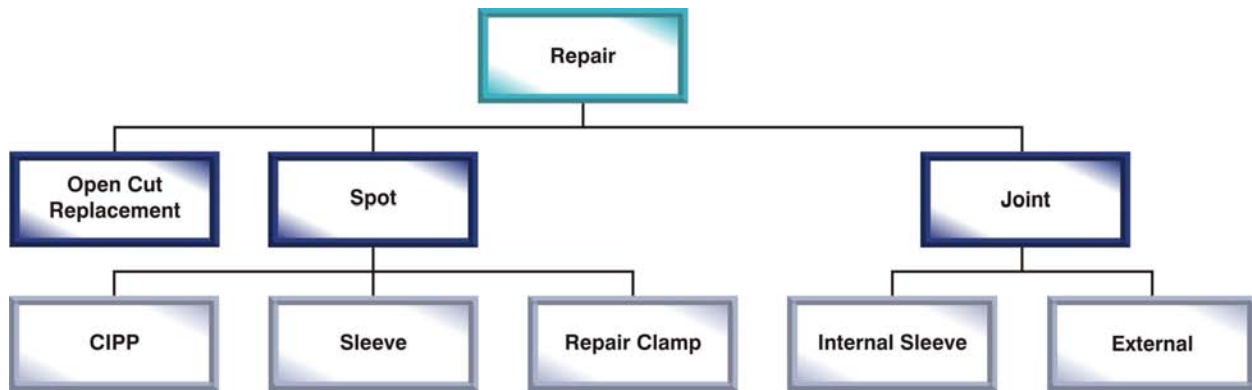 Repair
Open Cut
Replacement
Spot
Joint
CIPP
Sleeve
Repair Clamp
Internal Sleeve
External